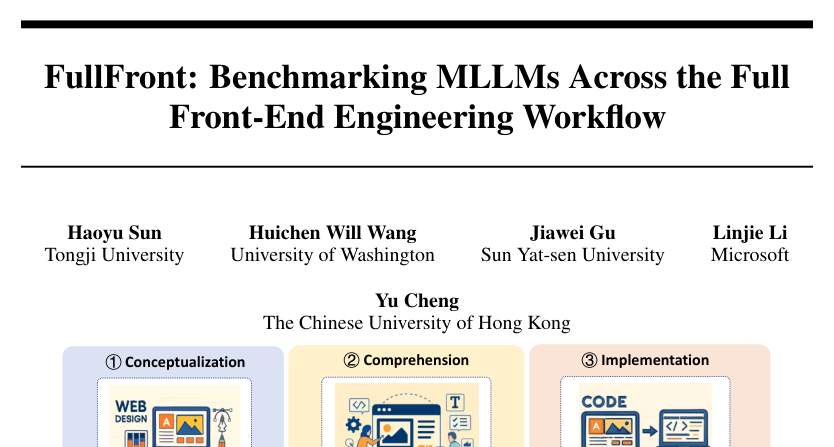 FullFront: Benchmarking MLLMs Across the Full
Front-End Engineering Workflow
Haoyu Sun Huichen Will Wang Jiawei Gu Linjie Li
Tongji University University of Washington Sun Yat-sen University Microsoft
Yu Cheng
The Chinese University of Hong Kong
① Conceptualization ② Comprehension ③ Implementation
WEB
DESIGN
A
T
CODE
A